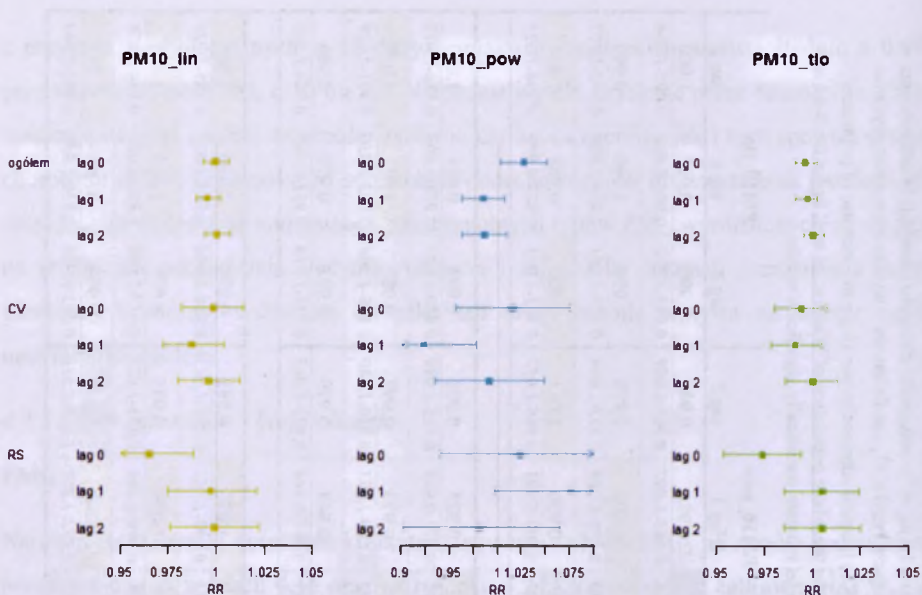 PM10_lin PM10_pow PM10_tlo
ogółem lag 0 lag 0 lag 0
lag 1 lag 1 lag 1
lag 2 lag 2 lag 2
CV lag 0 lag 0 lag 0
lag 1 lag 1 lag 1
lag 2 lag 2 lag 2
RS lag 0 lag 0 lag 0
lag 1 lag 1 lag 1
lag 2 lag 2 lag 2
0.95 0.975 1 1.025 1.05 0.9 0.95 1.025 1.075 0.95 0.975 1 1.025 1.05
RR RR RR